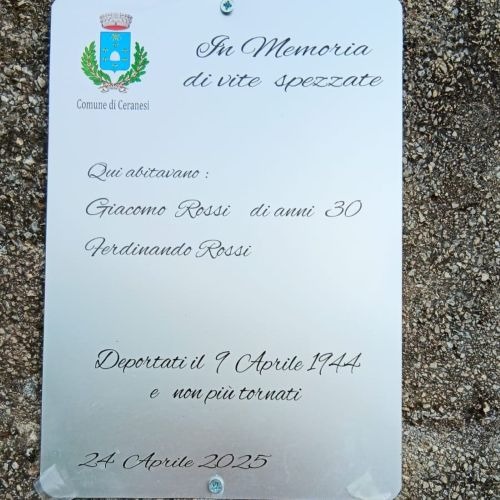 In Memoria
di vite spezzate
Comune di Ceranesi
Qui abitavano :
Giacomo Rossi di anni 30
Ferdinando Rossi
Deportati il 9 Aprile 1944
e non più tornati
24 Aprile 2025